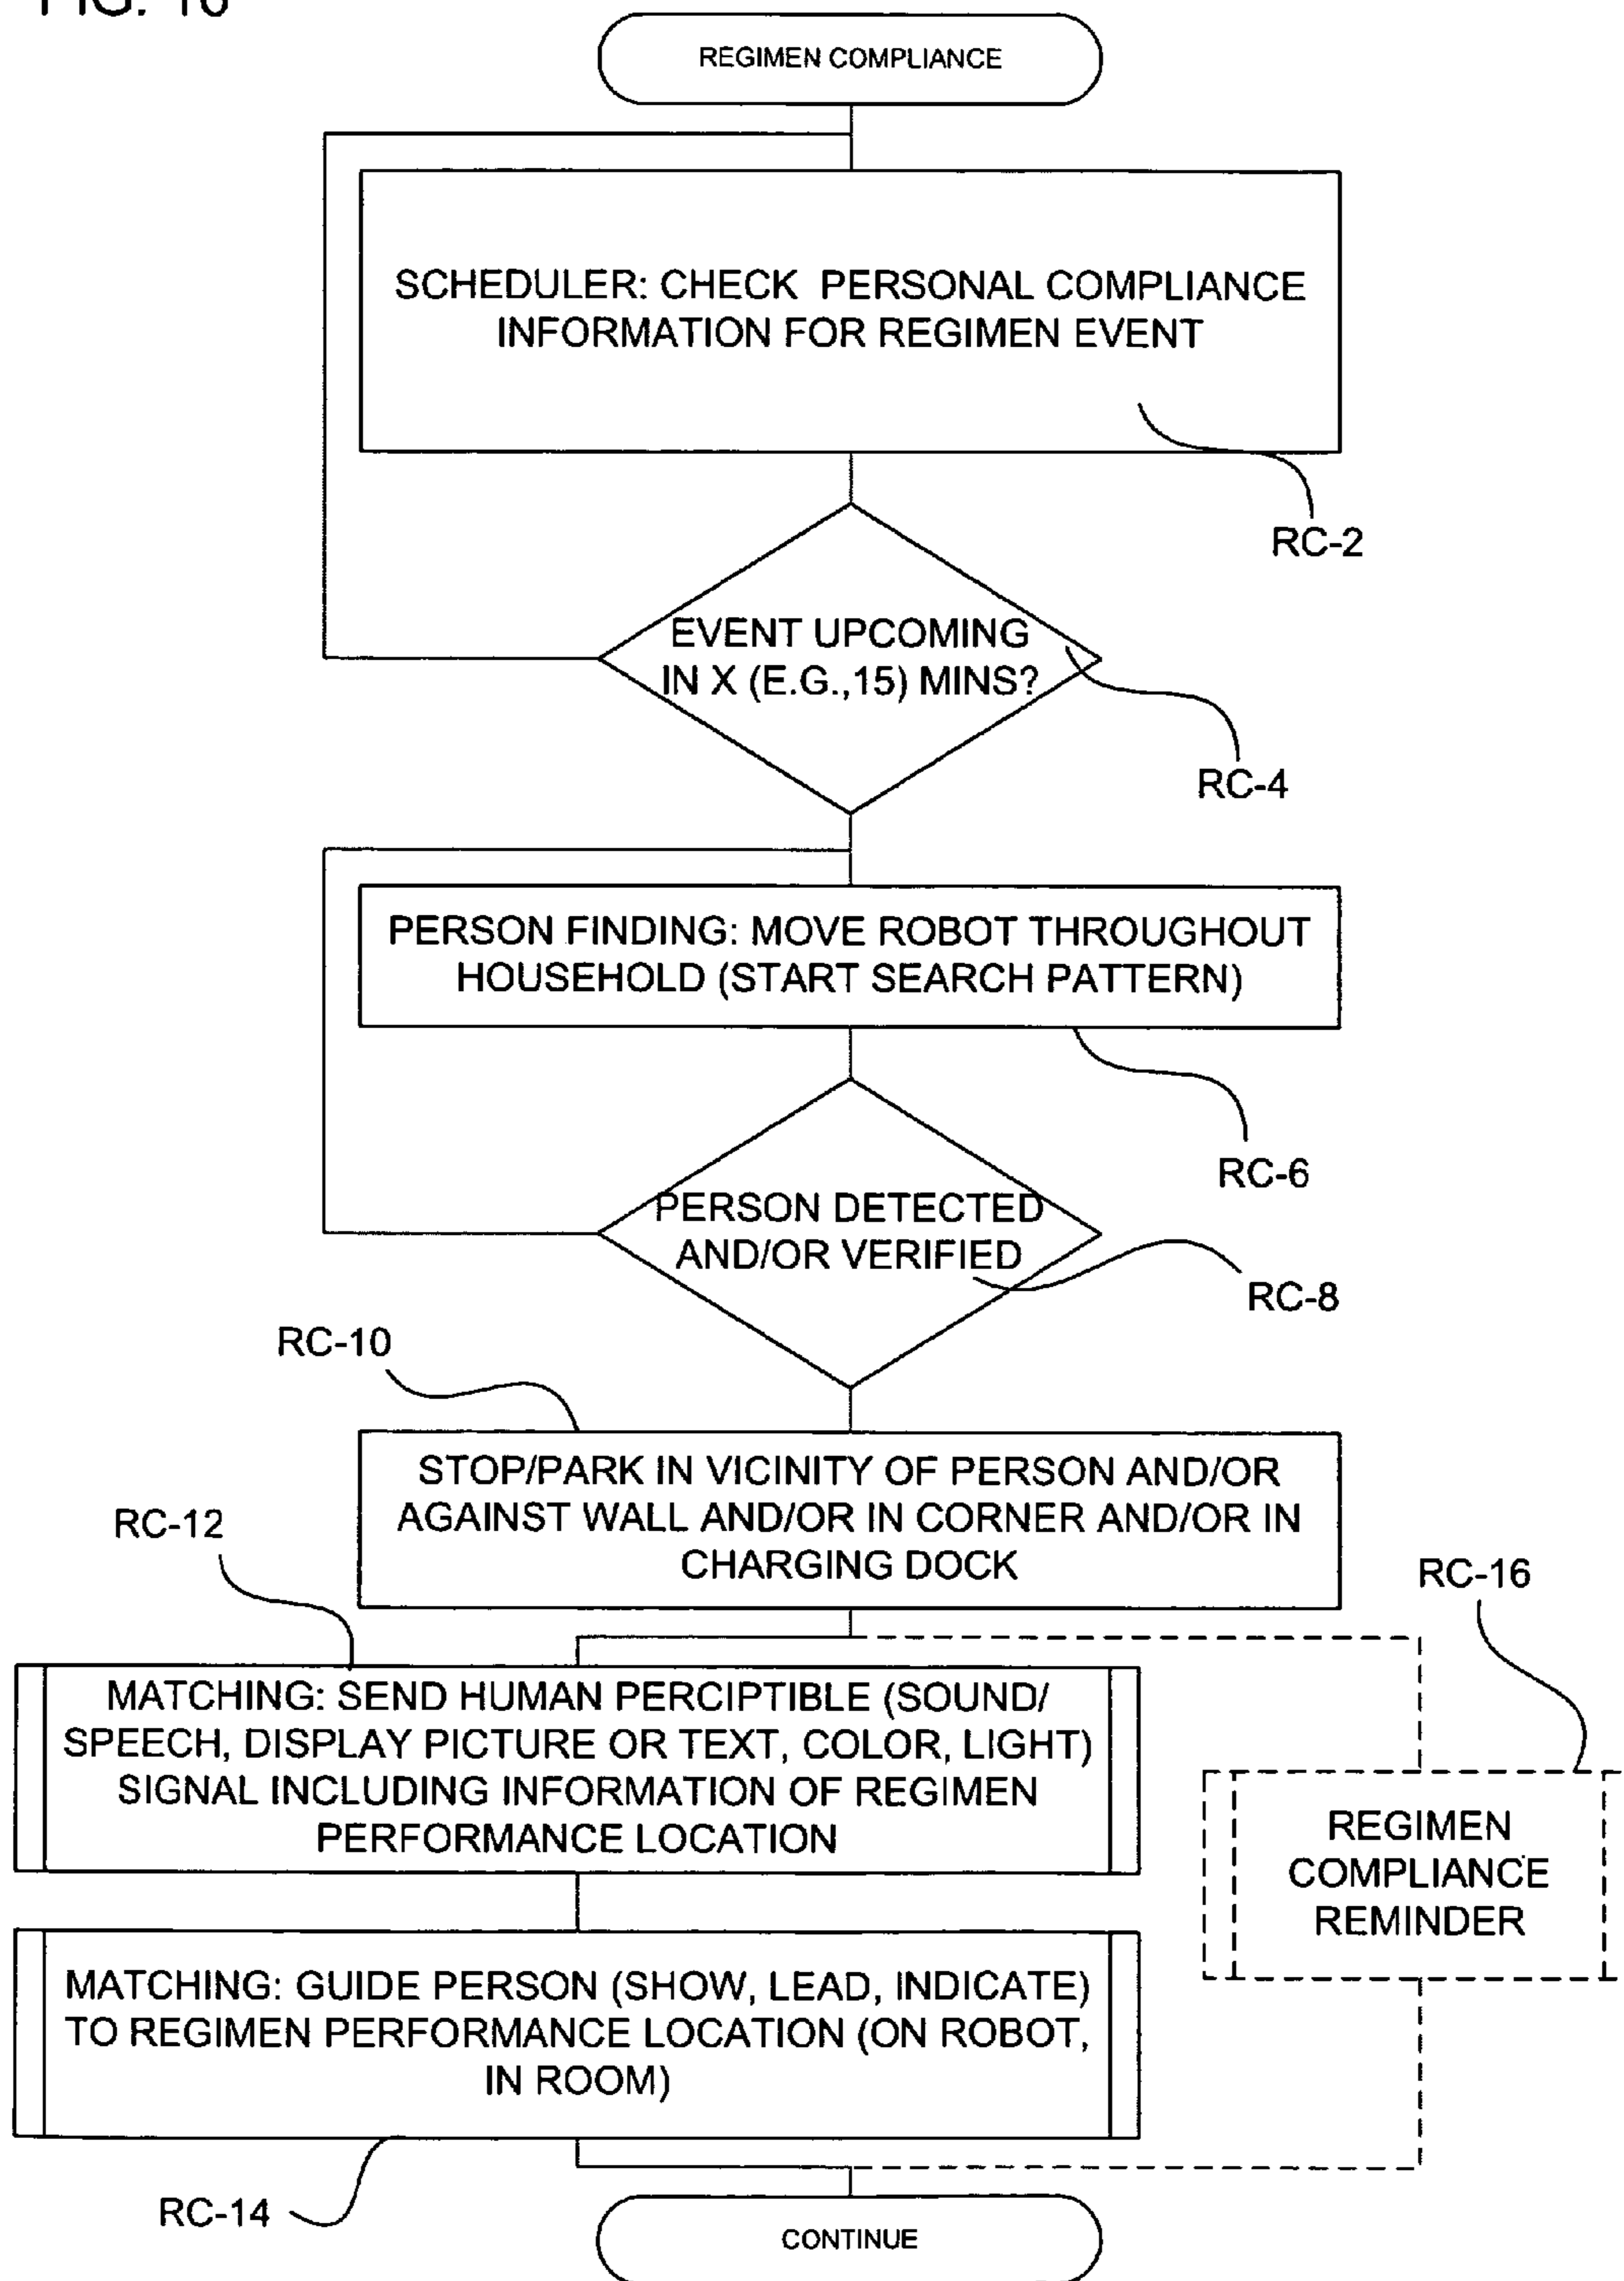 FIG. 16
REGIMEN COMPLIANCE
SCHEDULER: CHECK PERSONAL COMPLIANCE
INFORMATION FOR REGIMEN EVENT
RC-2
EVENT UPCOMING
IN X (E.G.,15) MINS?
RC-4
PERSON FINDING: MOVE ROBOT THROUGHOUT
HOUSEHOLD (START SEARCH PATTERN)
RC-6
PERSON DETECTED
AND/OR VERIFIED
RC-8
RC-10
STOP/PARK IN VICINITY OF PERSON AND/OR
AGAINST WALL AND/OR IN CORNER AND/OR IN
CHARGING DOCK
RC-12
RC-16
MATCHING: SEND HUMAN PERCIPTIBLE (SOUND/
SPEECH, DISPLAY PICTURE OR TEXT, COLOR, LIGHT)
SIGNAL INCLUDING INFORMATION OF REGIMEN
PERFORMANCE LOCATION
REGIMEN
COMPLIANCE
REMINDER
MATCHING: GUIDE PERSON (SHOW, LEAD, INDICATE)
TO REGIMEN PERFORMANCE LOCATION (ON ROBOT,
IN ROOM)
RC-14
CONTINUE